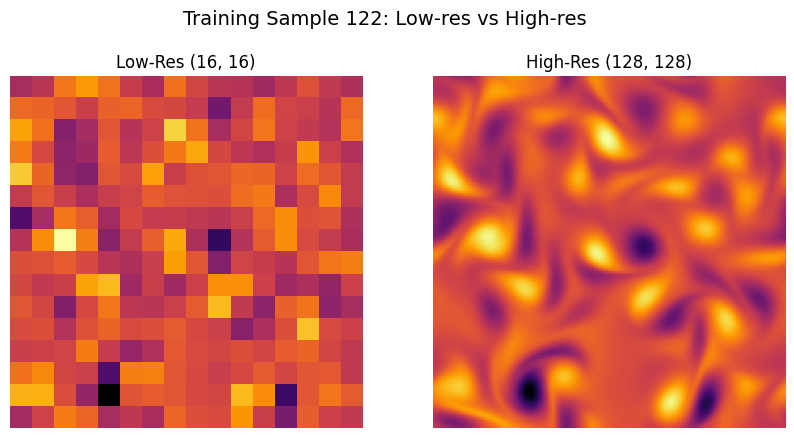 Training Sample 122: Low-res vs High-res
Low-Res (16, 16)
High-Res (128, 128)